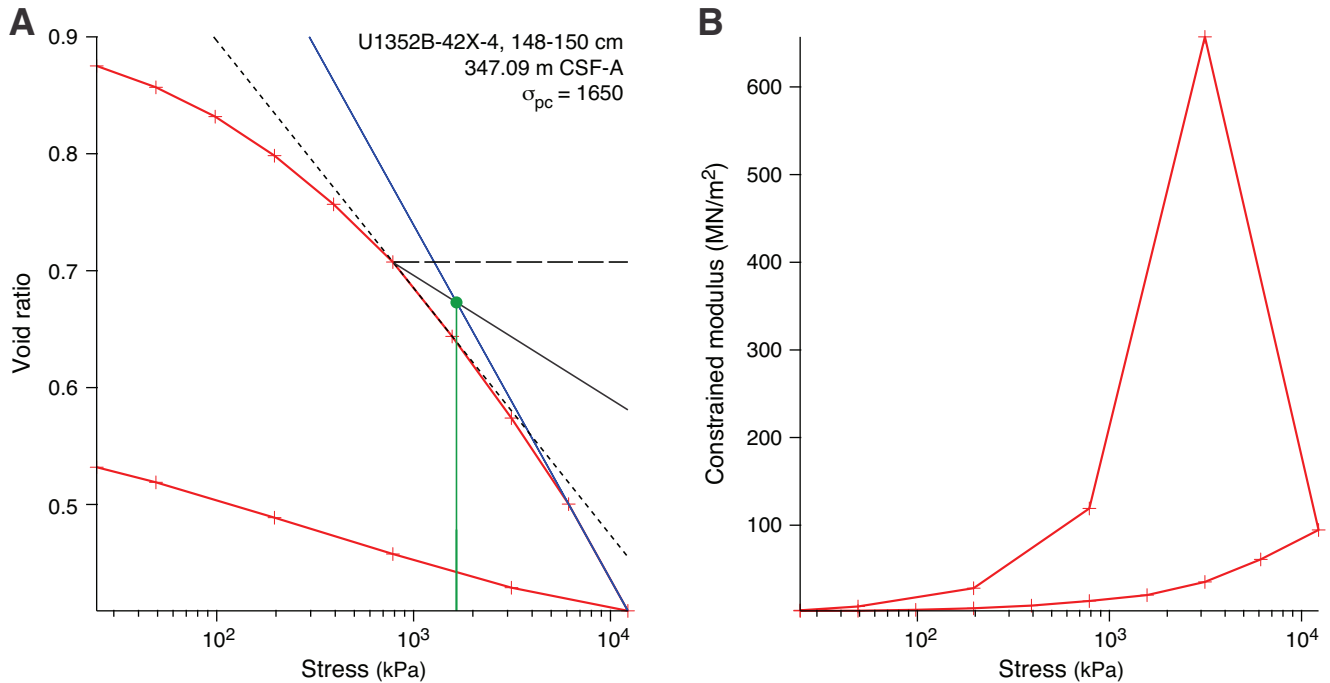 A
U1352B-42X-4, 148-150 cm
347.09 m CSF-A
σpc = 1650
0.9
0.8
0.7
0.6
0.5
Void ratio
10²
10³
10⁴
Stress (kPa)
B
600
500
400
300
200
100
Constrained modulus (MN/m²)
10²
10³
10⁴
Stress (kPa)